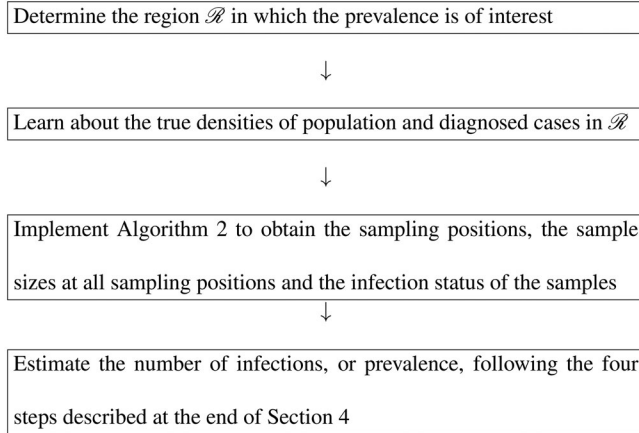 Determine the region ℛ in which the prevalence is of interest
↓
Learn about the true densities of population and diagnosed cases in ℛ
↓
Implement Algorithm 2 to obtain the sampling positions, the sample
sizes at all sampling positions and the infection status of the samples
↓
Estimate the number of infections, or prevalence, following the four
steps described at the end of Section 4